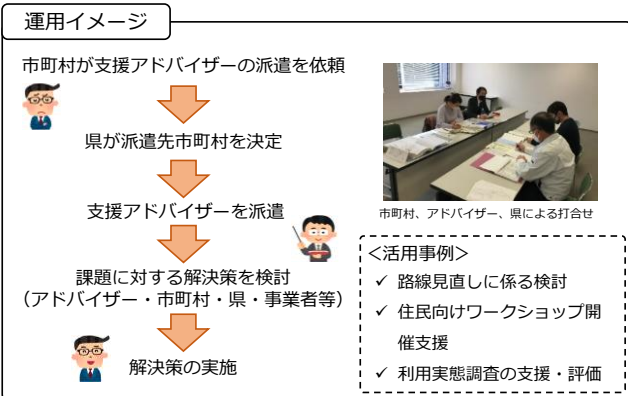 運用イメージ
市町村が支援アドバイザーの派遣を依頼
県が派遣先市町村を決定
支援アドバイザーを派遣
課題に対する解決策を検討
（アドバイザー・市町村・県・事業者等）
解決策の実施
市町村、アドバイザー、県による打合せ
＜活用事例＞
✓ 路線見直しに係る検討
✓ 住民向けワークショップ開
催支援
✓ 利用実態調査の支援・評価